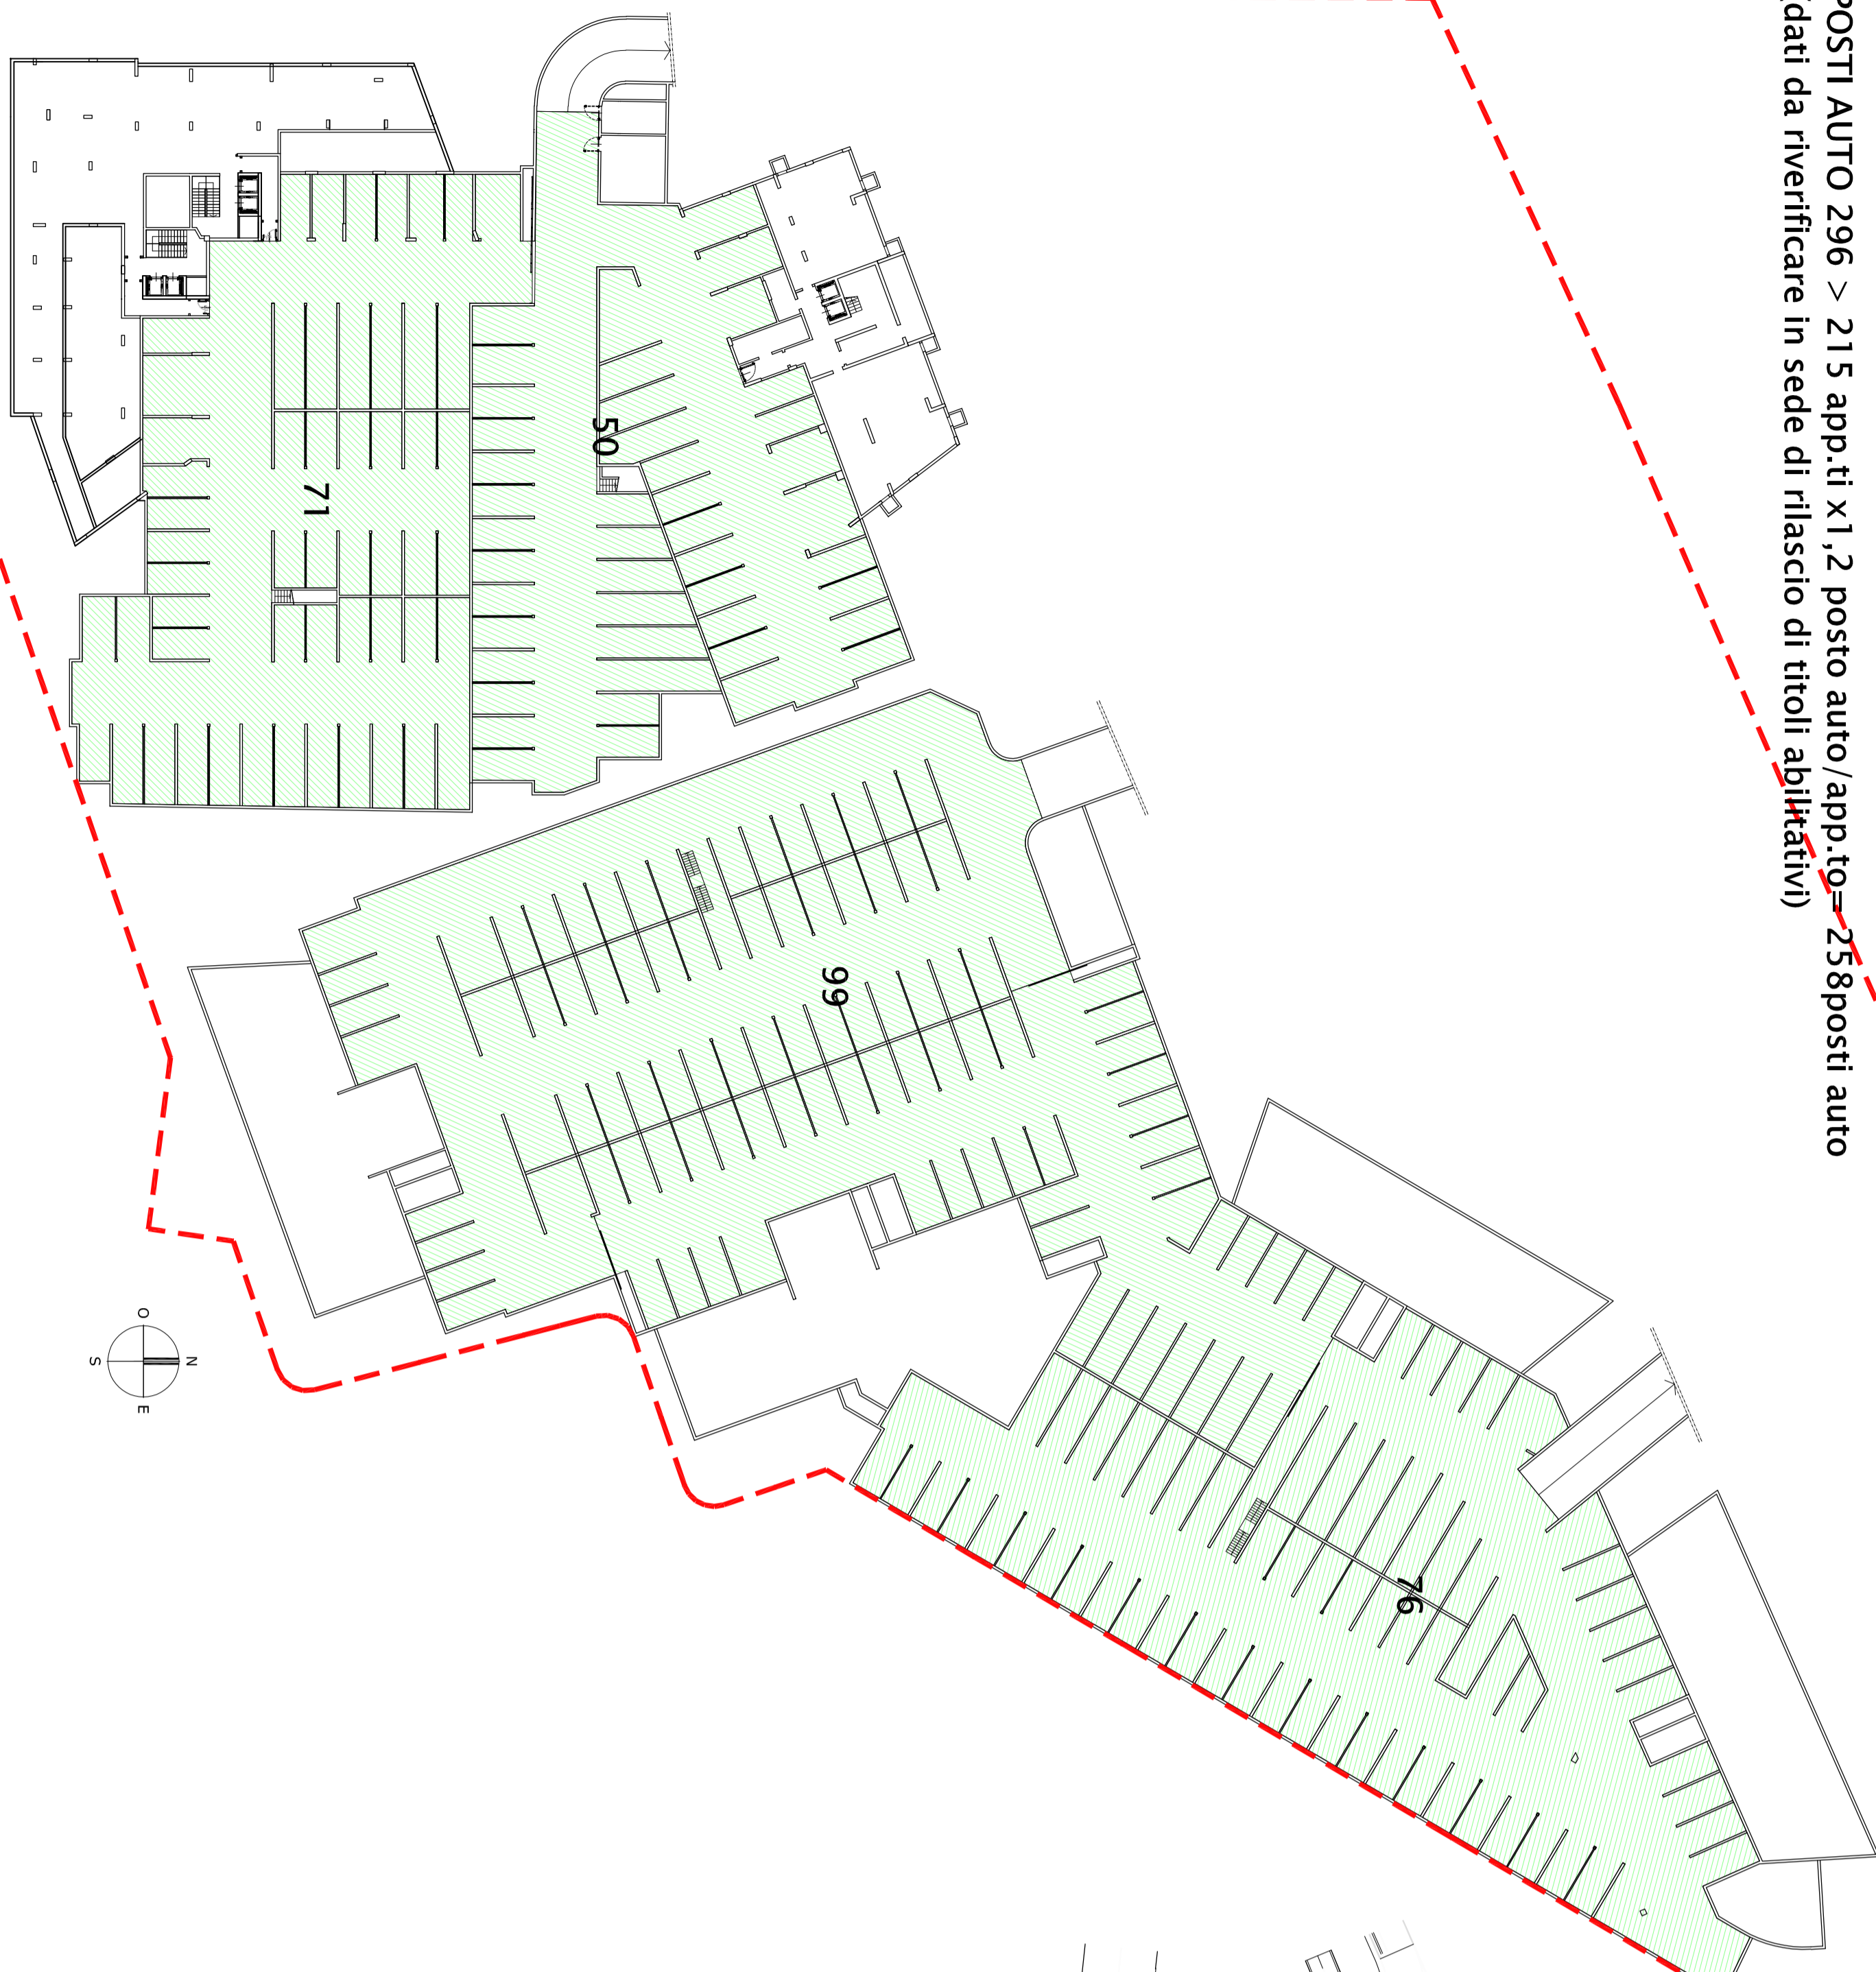 POSTI AUTO 296 > 215 app.ti x1,2 posto auto/app.to= 258posti auto
(dati da riverificare in sede di rilascio di titoli abilitativi)
50
71
99
76
O
S
N
E